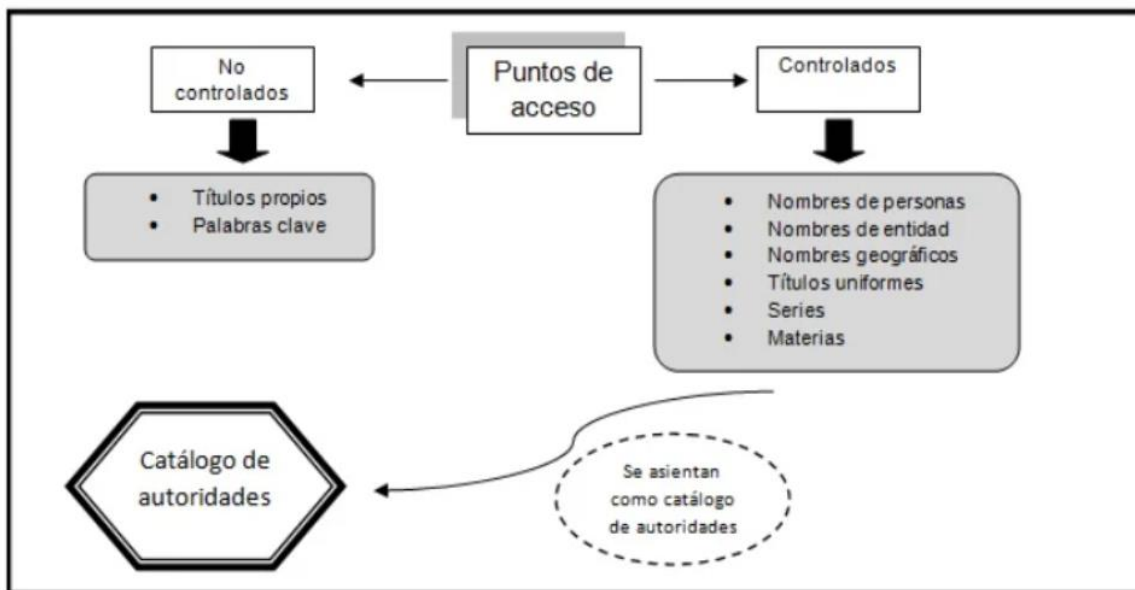 No
controlados
Puntos de
acceso
Controlados
• Títulos propios
• Palabras clave
• Nombres de personas
• Nombres de entidad
• Nombres geográficos
• Títulos uniformes
• Series
• Materias
Catálogo de
autoridades
Se asientan
como catálogo
de autoridades